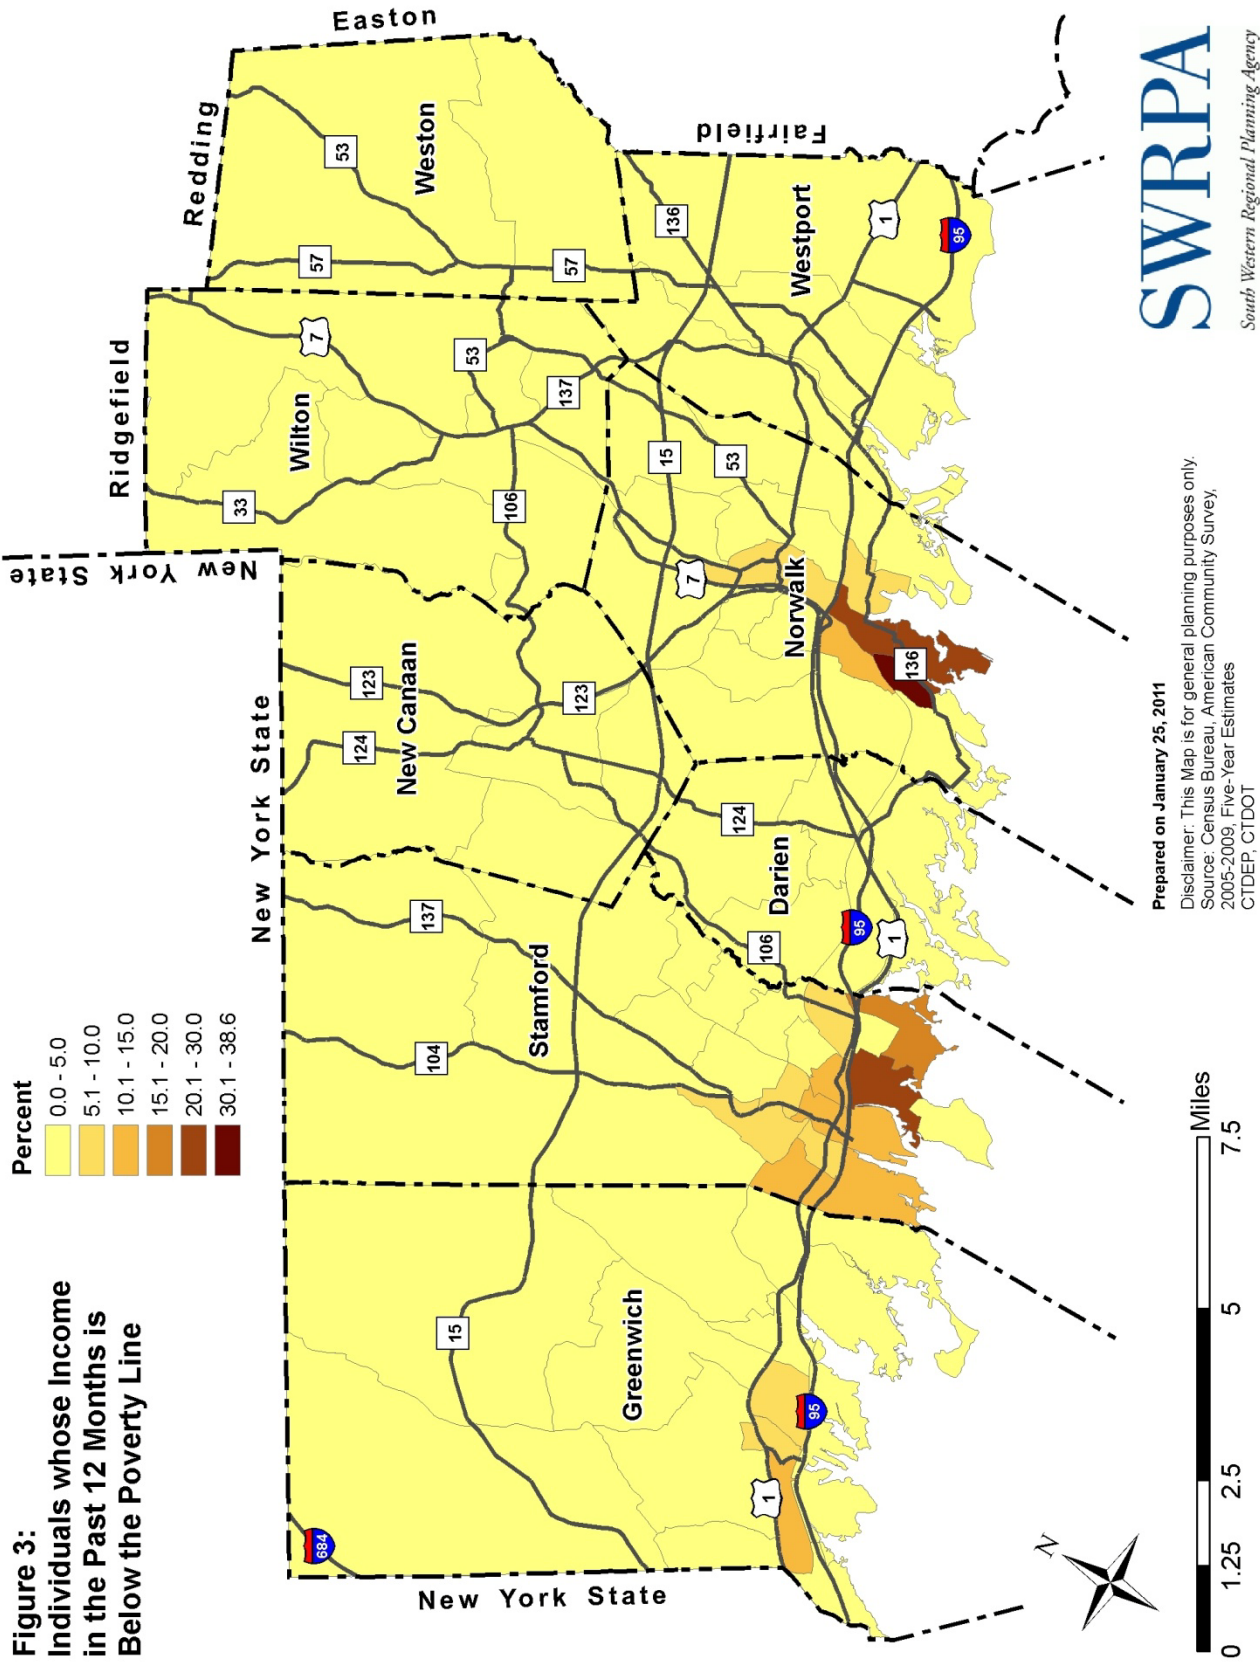 Figure 3:
Individuals whose Income
in the Past 12 Months is
Below the Poverty Line
Percent
0.0 - 5.0
5.1 - 10.0
10.1 - 15.0
15.1 - 20.0
20.1 - 30.0
30.1 - 38.6
New York State
New York State
New York State
Ridgefield
Redding
Easton
Fairfield
Greenwich
Stamford
New Canaan
Wilton
Weston
Darien
Norwalk
Westport
684
15
1
95
104
137
124
123
123
106
33
7
53
137
57
53
57
136
15
53
7
124
106
95
1
136
1
95
N
0
1.25
2.5
5
7.5
Miles
Prepared on January 25, 2011
Disclaimer: This Map is for general planning purposes only.
Source: Census Bureau, American Community Survey,
2005-2009, Five-Year Estimates
CTDEP, CTDOT
SWRPA
South Western Regional Planning Agency